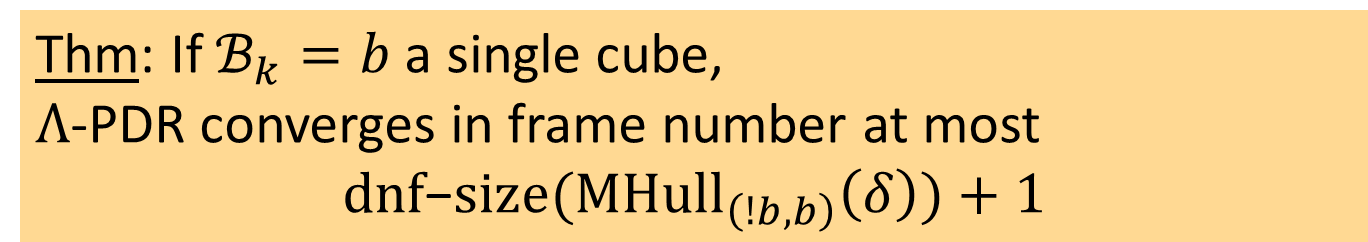 Thm: If ℬₖ = 𝑏 a single cube,
Λ-PDR converges in frame number at most
dnf–size(MHull₍!𝑏,𝑏₎(𝛿)) + 1